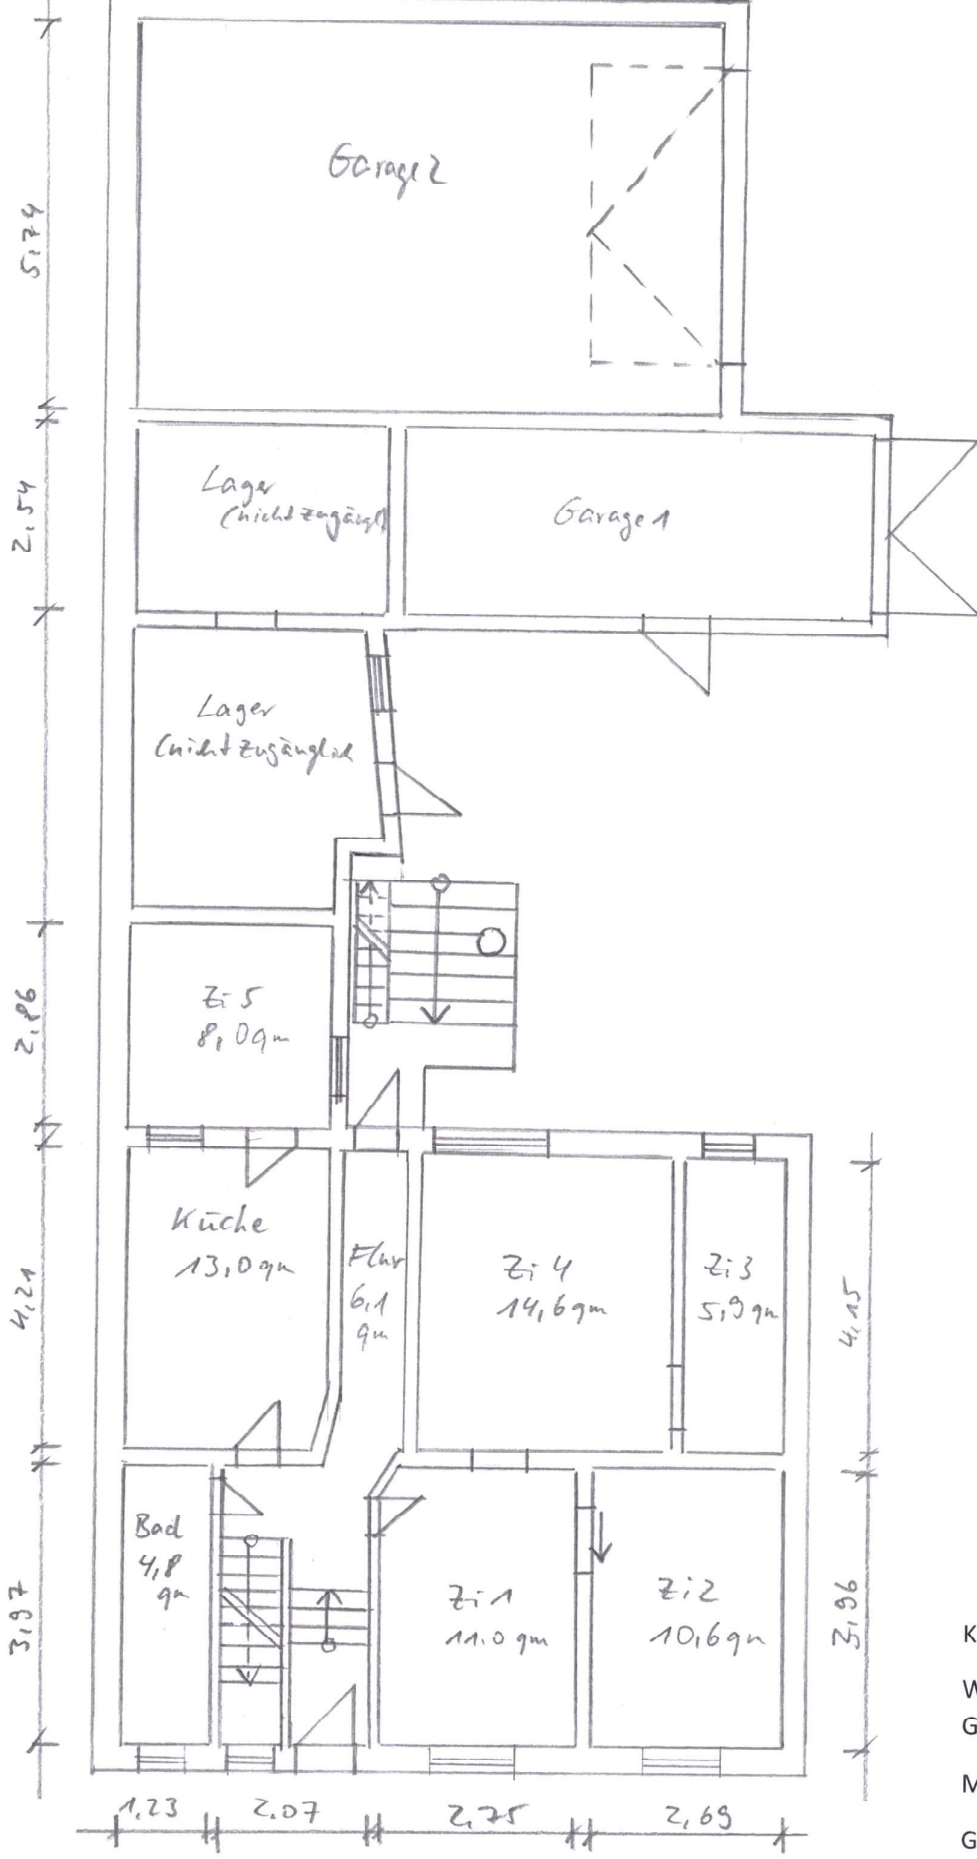 Garage 2
5,74
Lager
(nicht zugängl
2,54
Garage 1
Lager
(nicht zugänglich
Zi 5
8,0 qm
2,86
Küche
13,0 qm
Flur
6,1
qm
Zi 4
14,6 qm
Zi 3
5,9 qm
4,21
4,15
Bad
4,8
qm
Zi 1
11.0 qm
Zi 2
10,6 qm
3,97
3,96
K
W
G
M
G
1,23
2,07
2,75
2,69